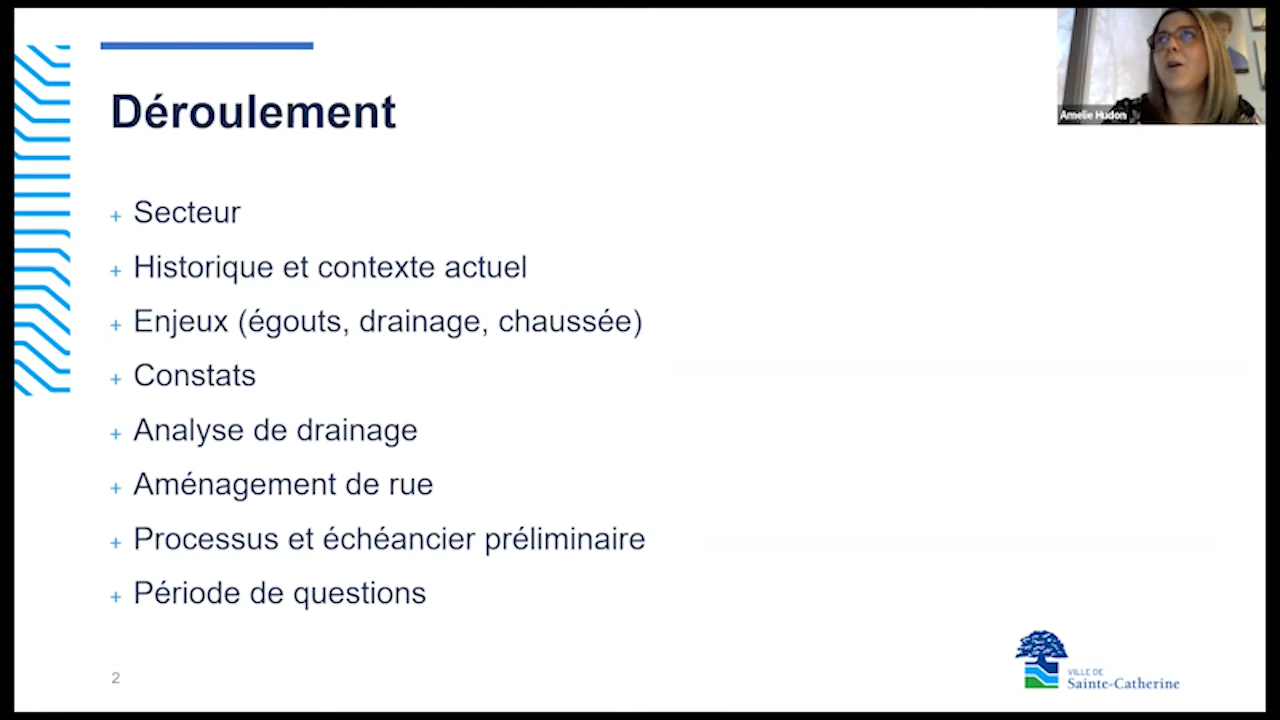 Déroulement
Amelie Hudon
+ Secteur
+ Historique et contexte actuel
+ Enjeux (égouts, drainage, chaussée)
+ Constats
+ Analyse de drainage
+ Aménagement de rue
+ Processus et échéancier préliminaire
+ Période de questions
2
VILLE DE
Sainte-Catherine